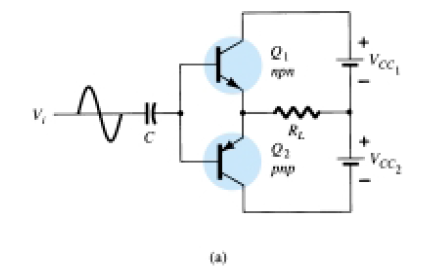 Q1
npn
+
VCC1
−
Vi
C
RL
Q2
pnp
+
VCC2
−
(a)